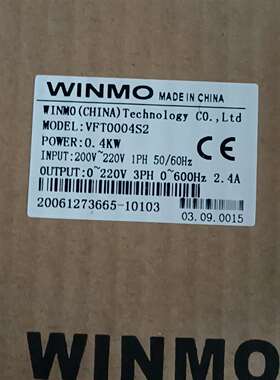 WINMO MADE IN CHINA
WINMO(CHINA)Technology CO.,Ltd
MODEL:VFT0004S2
POWER:0.4KW
INPUT:200V~220V 1PH 50/60Hz
OUTPUT:0~220V 3PH 0~600Hz 2.4A
CE
20061273665-10103
03.09.0015
WINMO